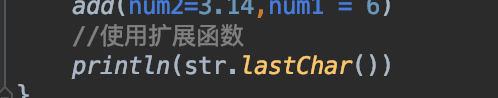 add(num2=3.14,num1 = 6)
//使用扩展函数
println(str.lastChar())
}